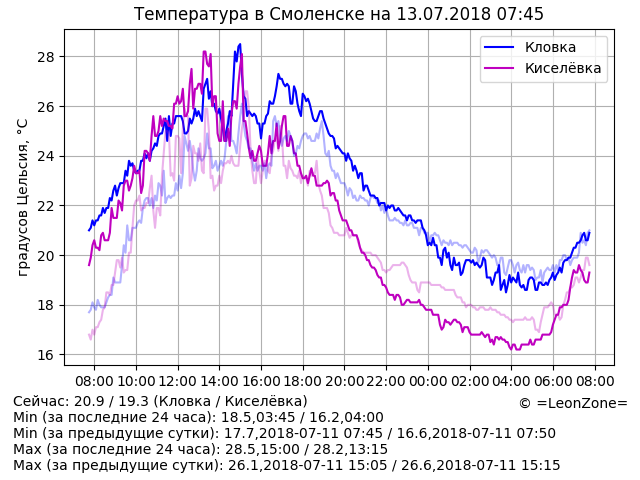 Температура в Смоленске на 13.07.2018 07:45
28
26
24
22
20
18
16
градусов Цельсия, °C
Кловка
Киселёвка
08:00 10:00 12:00 14:00 16:00 18:00 20:00 22:00 00:00 02:00 04:00 06:00 08:00
Сейчас: 20.9 / 19.3 (Кловка / Киселёвка)
© =LeonZone=
Min (за последние 24 часа): 18.5,03:45 / 16.2,04:00
Min (за предыдущие сутки): 17.7,2018-07-11 07:45 / 16.6,2018-07-11 07:50
Max (за последние 24 часа): 28.5,15:00 / 28.2,13:15
Max (за предыдущие сутки): 26.1,2018-07-11 15:05 / 26.6,2018-07-11 15:15